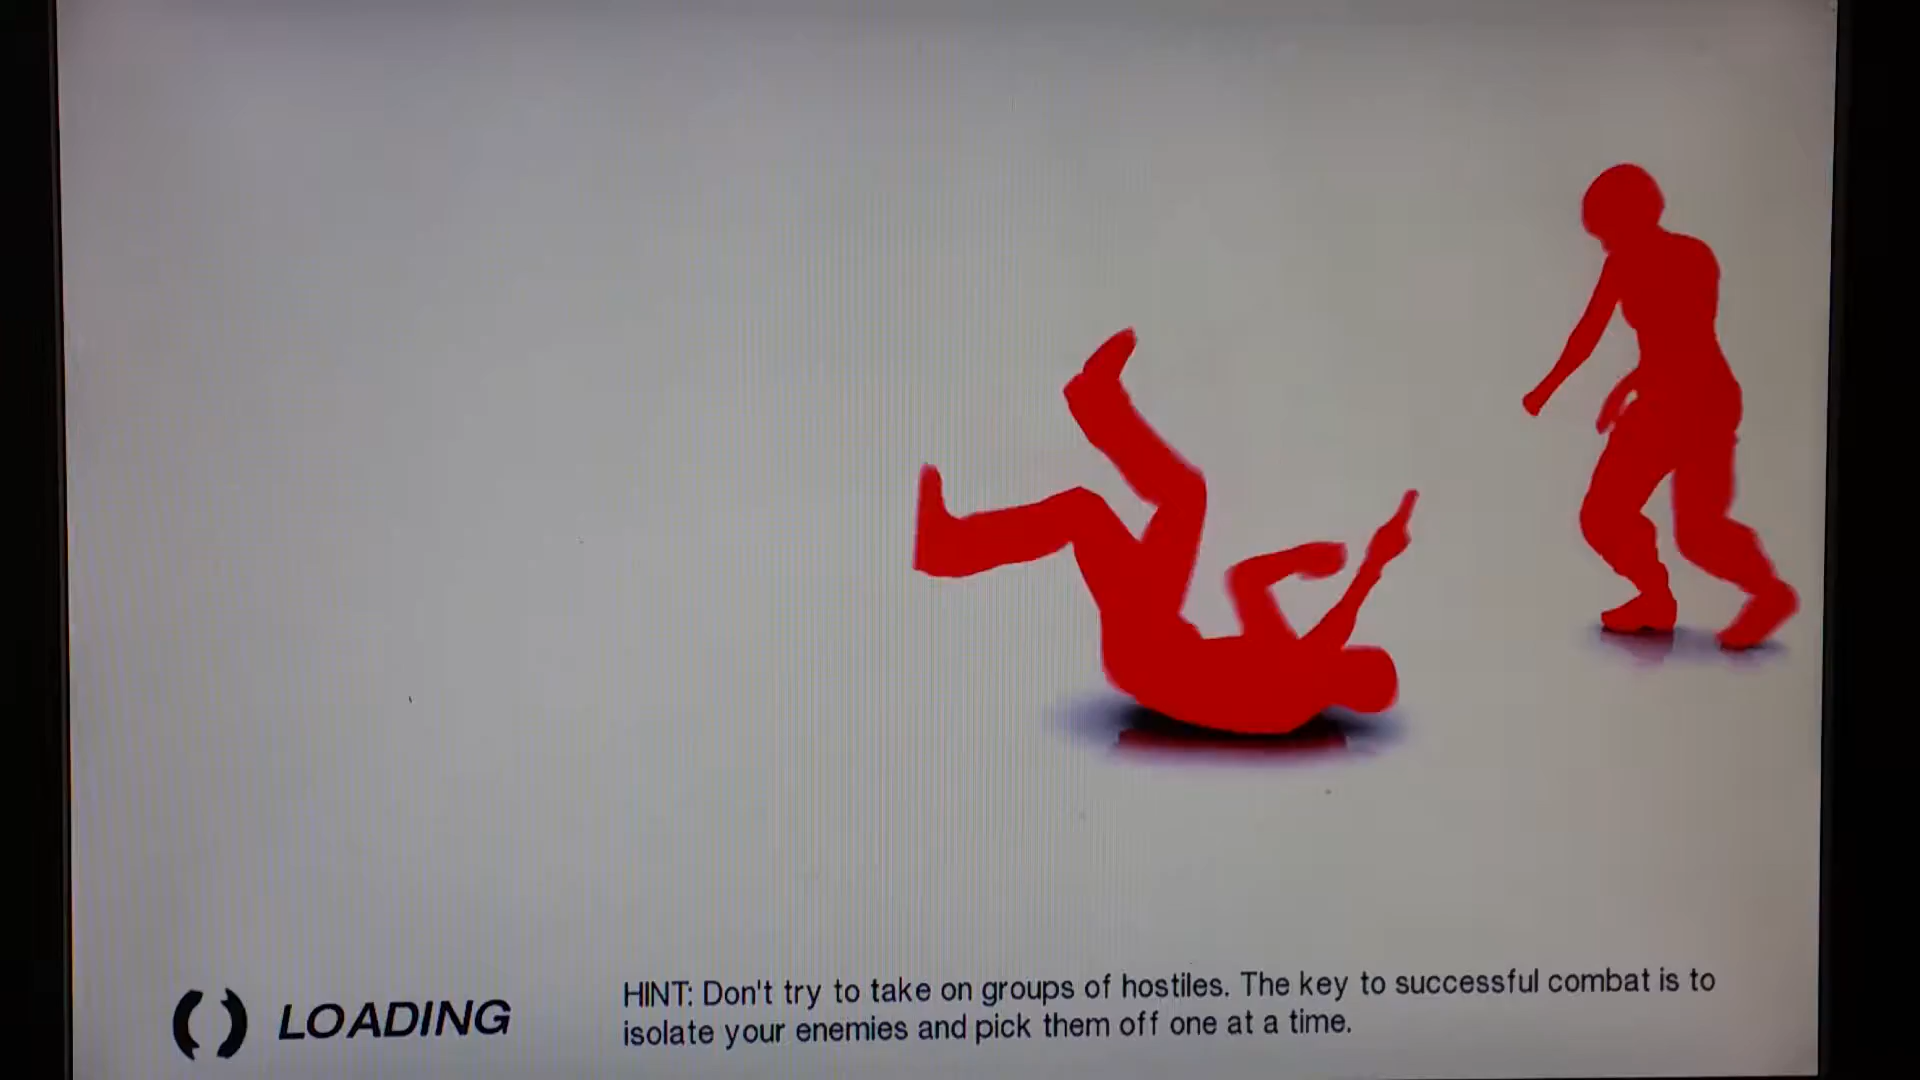 LOADING
HINT: Don't try to take on groups of hostiles. The key to successful combat is to
isolate your enemies and pick them off one at a time.